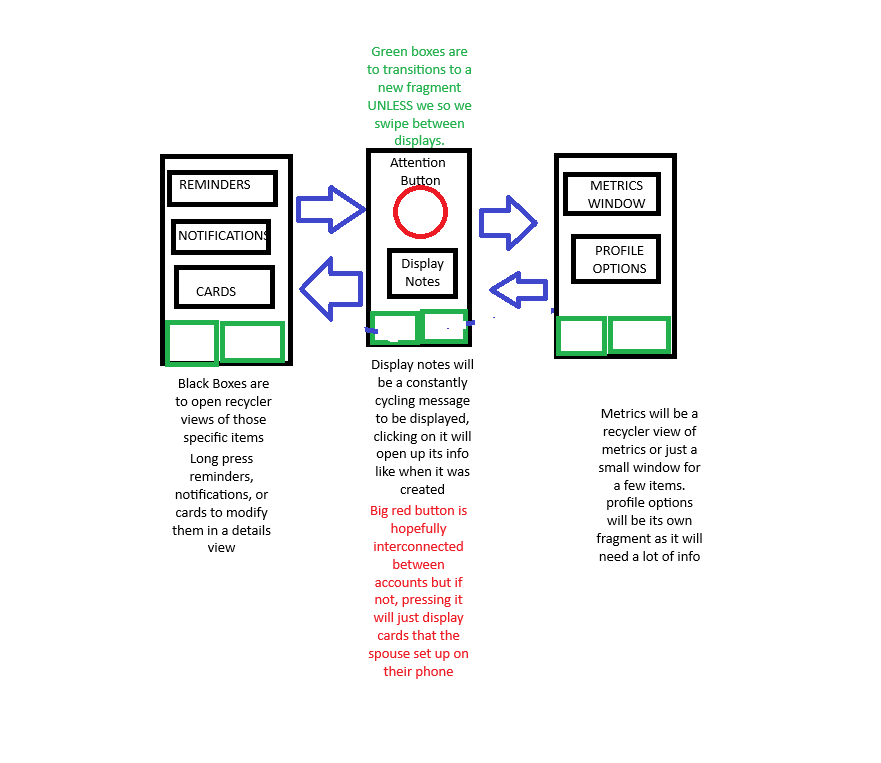 Green boxes are
to transitions to a
new fragment
UNLESS we so we
swipe between
displays.
REMINDERS
NOTIFICATIONS
CARDS
Attention
Button
Display
Notes
METRICS
WINDOW
PROFILE
OPTIONS
Black Boxes are
to open recycler
views of those
specific items
Long press
reminders,
notifications, or
cards to modify
them in a details
view
Display notes will
be a constantly
cycling message
to be displayed,
clicking on it will
open up its info
like when it was
created
Big red button is
hopefully
interconnected
between
accounts but if
not, pressing it
will just display
cards that the
spouse set up on
their phone
Metrics will be a
recycler view of
metrics or just a
small window for
a few items.
profile options
will be its own
fragment as it will
need a lot of info